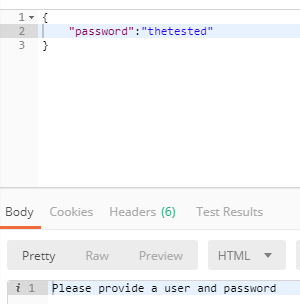 1 {
2 "password":"thetested"
3 }
Body Cookies Headers (6) Test Results
Pretty Raw Preview HTML
i 1 Please provide a user and password